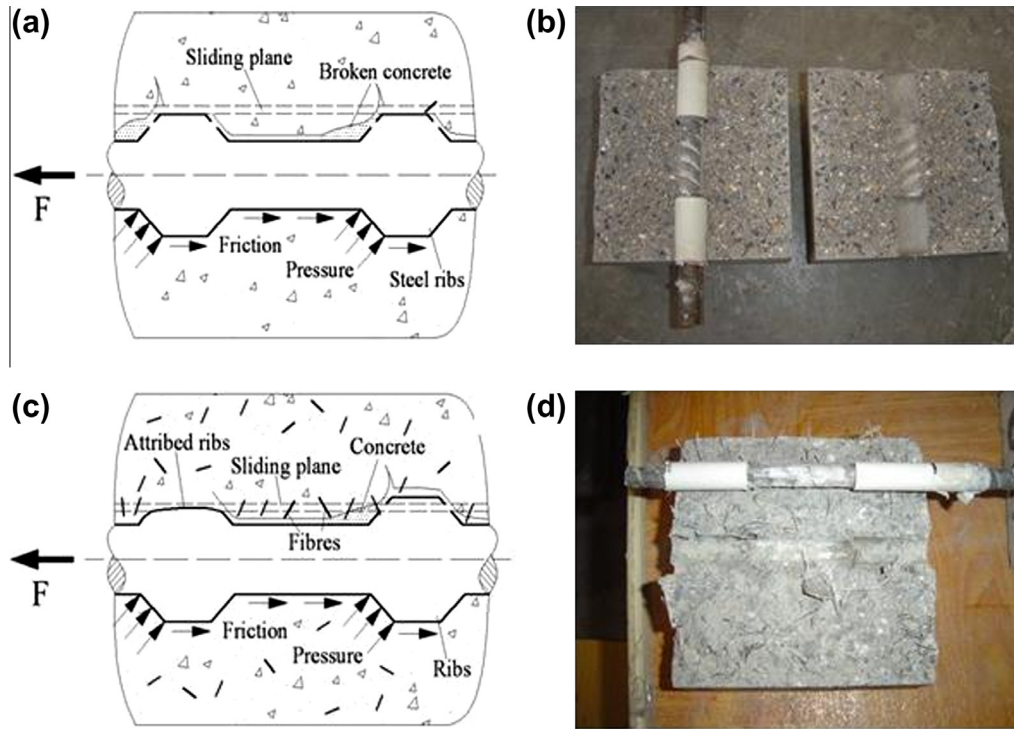 (a)
Sliding plane
Broken concrete
F
Friction
Pressure
Steel ribs
(b)
(c)
Attribed ribs
Concrete
Sliding plane
Fibres
F
Friction
Pressure
Ribs
(d)